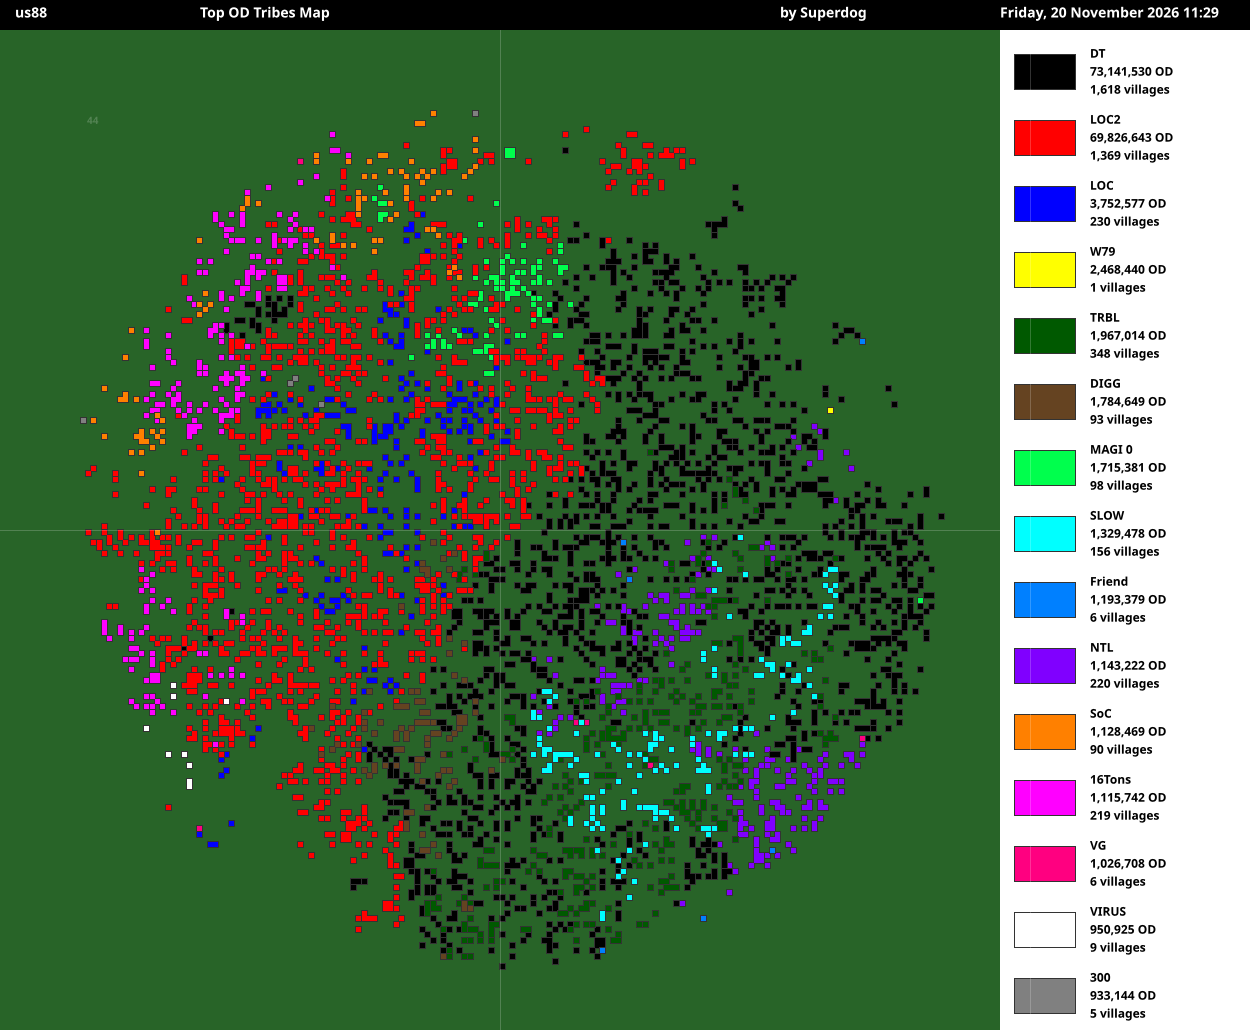 us88 Top OD Tribes Map by Superdog Friday, 20 November 2026 11:29
44
DT
73,141,530 OD
1,618 villages
LOC2
69,826,643 OD
1,369 villages
LOC
3,752,577 OD
230 villages
W79
2,468,440 OD
1 villages
TRBL
1,967,014 OD
348 villages
DIGG
1,784,649 OD
93 villages
MAGI 0
1,715,381 OD
98 villages
SLOW
1,329,478 OD
156 villages
Friend
1,193,379 OD
6 villages
NTL
1,143,222 OD
220 villages
SoC
1,128,469 OD
90 villages
16Tons
1,115,742 OD
219 villages
VG
1,026,708 OD
6 villages
VIRUS
950,925 OD
9 villages
300
933,144 OD
5 villages